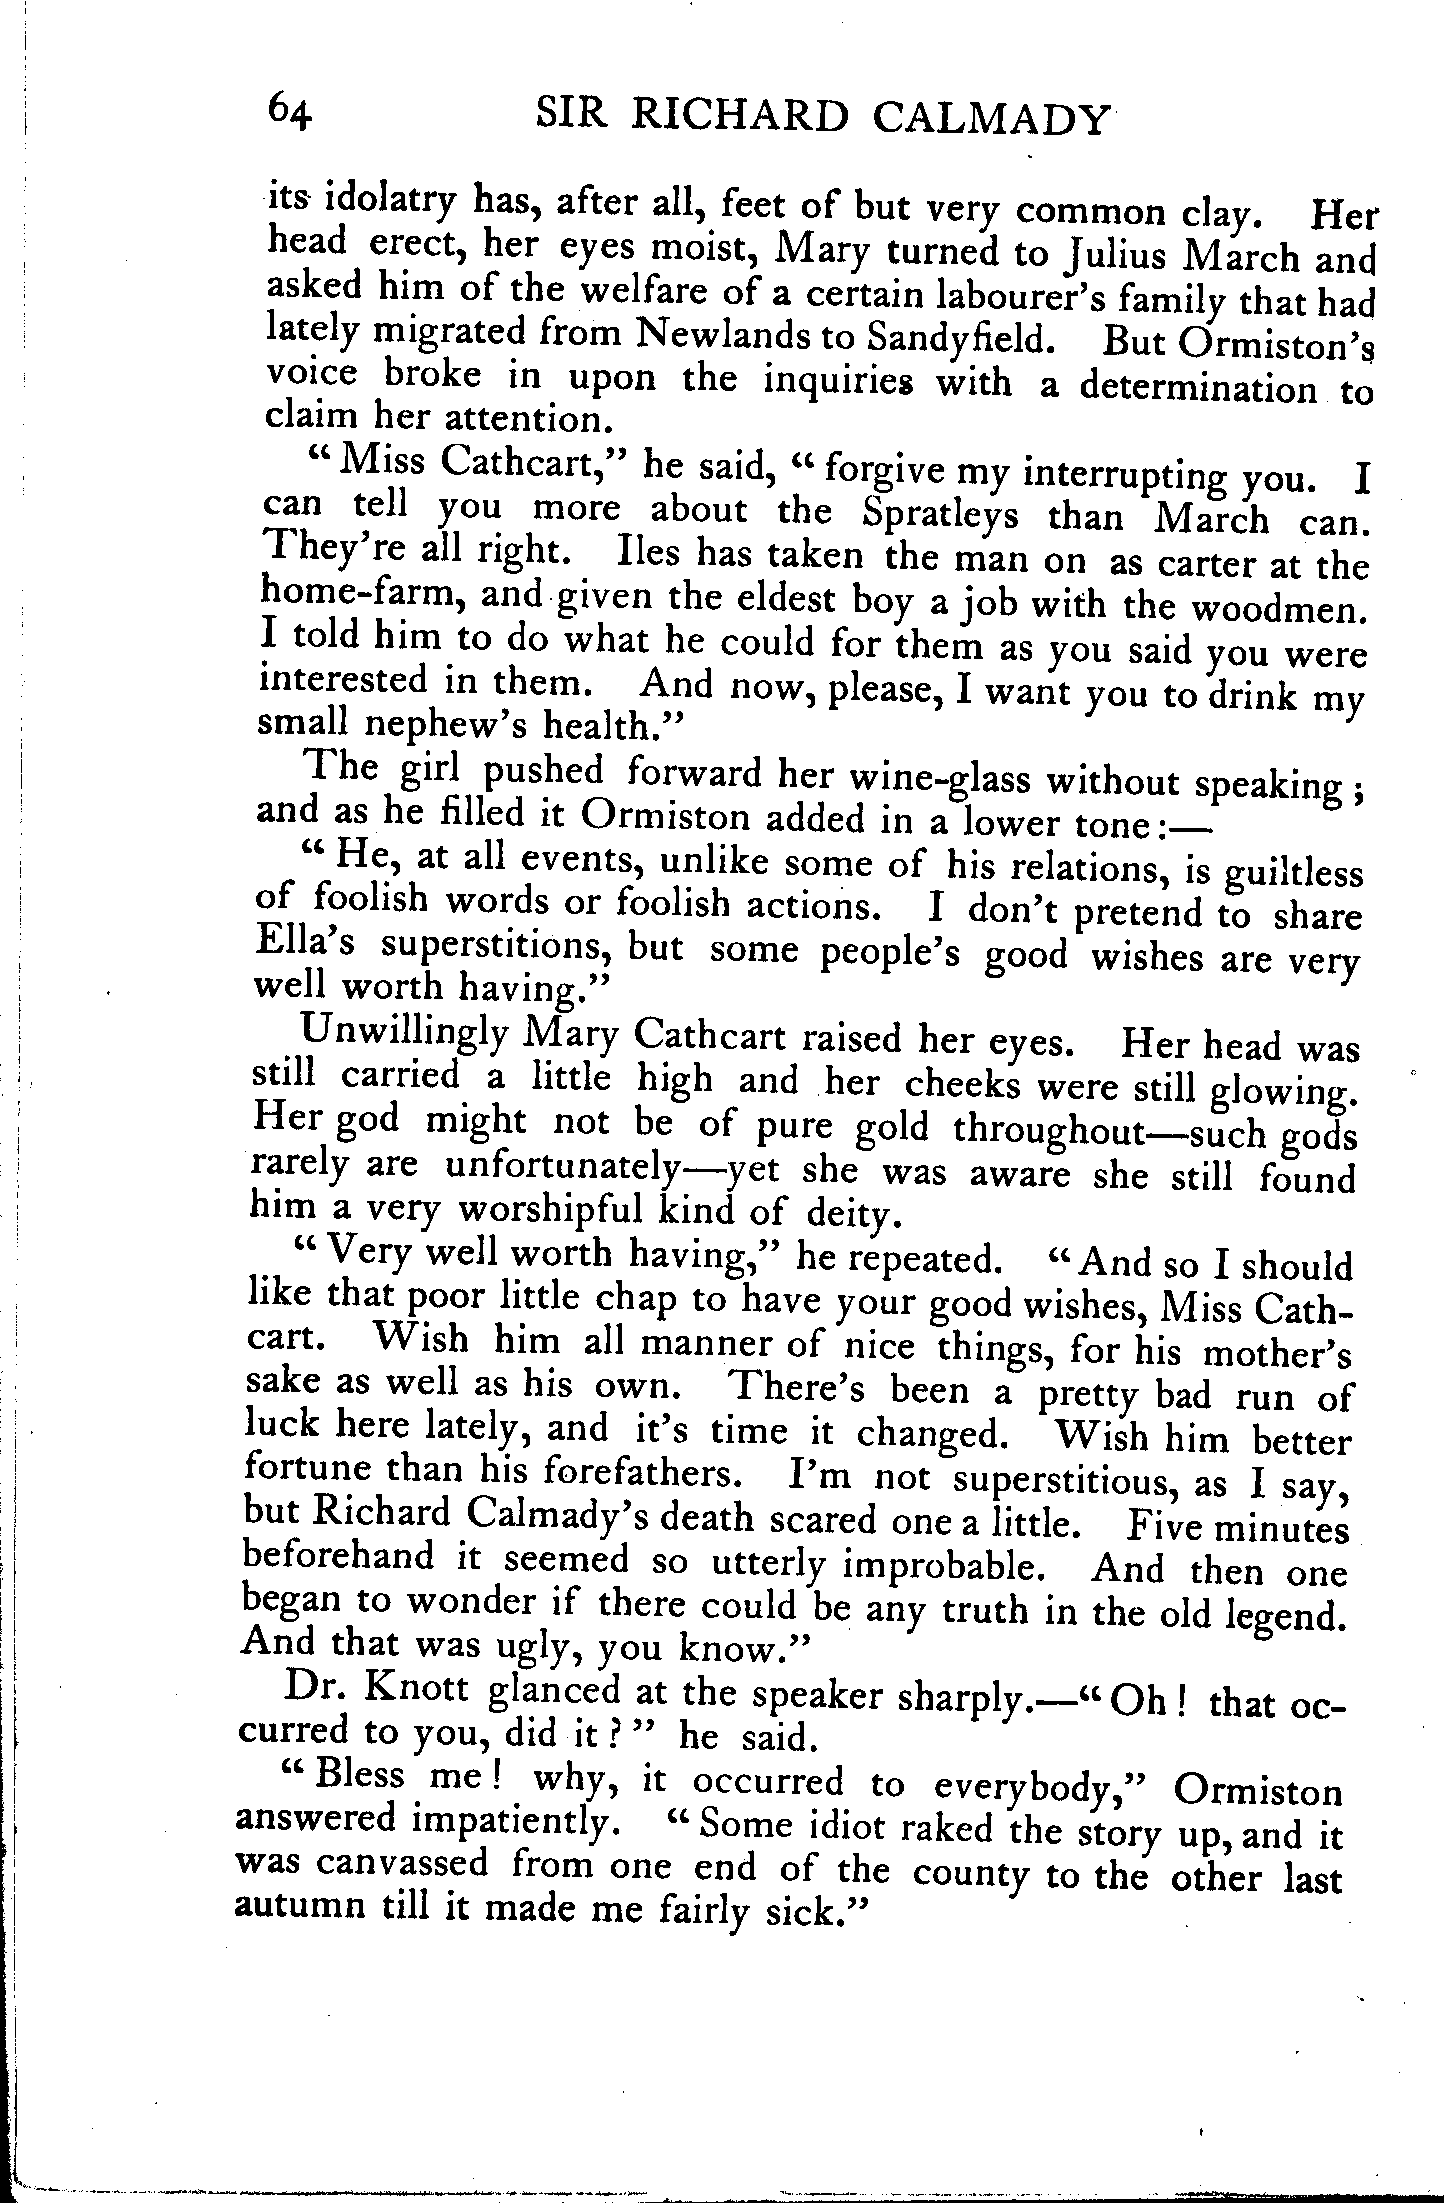 64 SIR RICHARD CALMADY
its idolatry has, after all, feet of but very common clay. Her
head erect, her eyes moist, Mary turned to Julius March and
asked him of the welfare of a certain labourer's family that had
lately migrated from Newlands to Sandyfield. But Ormiston's
voice broke in upon the inquiries with a determination to
claim her attention.
“Miss Cathcart,” he said, “forgive my interrupting you. I
can tell you more about the Spratleys than March can.
They're all right. Iles has taken the man on as carter at the
home-farm, and given the eldest boy a job with the woodmen.
I told him to do what he could for them as you said you were
interested in them. And now, please, I want you to drink my
small nephew's health.”
The girl pushed forward her wine-glass without speaking;
and as he filled it Ormiston added in a lower tone:—
“He, at all events, unlike some of his relations, is guiltless
of foolish words or foolish actions. I don't pretend to share
Ella's superstitions, but some people's good wishes are very
well worth having.”
Unwillingly Mary Cathcart raised her eyes. Her head was
still carried a little high and her cheeks were still glowing.
Her god might not be of pure gold throughout—such gods
rarely are unfortunately—yet she was aware she still found
him a very worshipful kind of deity.
“Very well worth having,” he repeated. “And so I should
like that poor little chap to have your good wishes, Miss Cath-
cart. Wish him all manner of nice things, for his mother's
sake as well as his own. There's been a pretty bad run of
luck here lately, and it's time it changed. Wish him better
fortune than his forefathers. I'm not superstitious, as I say,
but Richard Calmady's death scared one a little. Five minutes
beforehand it seemed so utterly improbable. And then one
began to wonder if there could be any truth in the old legend.
And that was ugly, you know.”
Dr. Knott glanced at the speaker sharply.—“Oh! that oc-
curred to you, did it?” he said.
“Bless me! why, it occurred to everybody,” Ormiston
answered impatiently. “Some idiot raked the story up, and it
was canvassed from one end of the county to the other last
autumn till it made me fairly sick.”